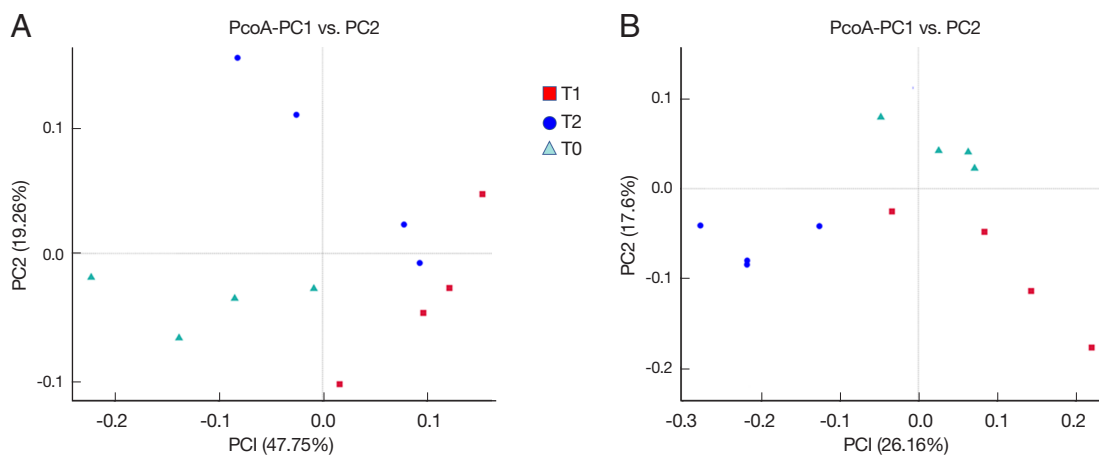 A
PcoA-PC1 vs. PC2
PC2 (19.26%)
0.1
0.0
-0.1
-0.2
-0.1
0.0
0.1
PCI (47.75%)
T1
T2
T0
B
PcoA-PC1 vs. PC2
PC2 (17.6%)
0.1
0.0
-0.1
-0.2
-0.3
-0.2
-0.1
0.0
0.1
0.2
PCI (26.16%)